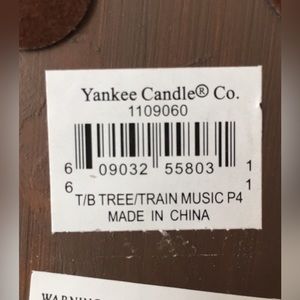 Yankee Candle® Co.
1109060
6 09032 55803 1
6 1
T/B TREE/TRAIN MUSIC P4
MADE IN CHINA